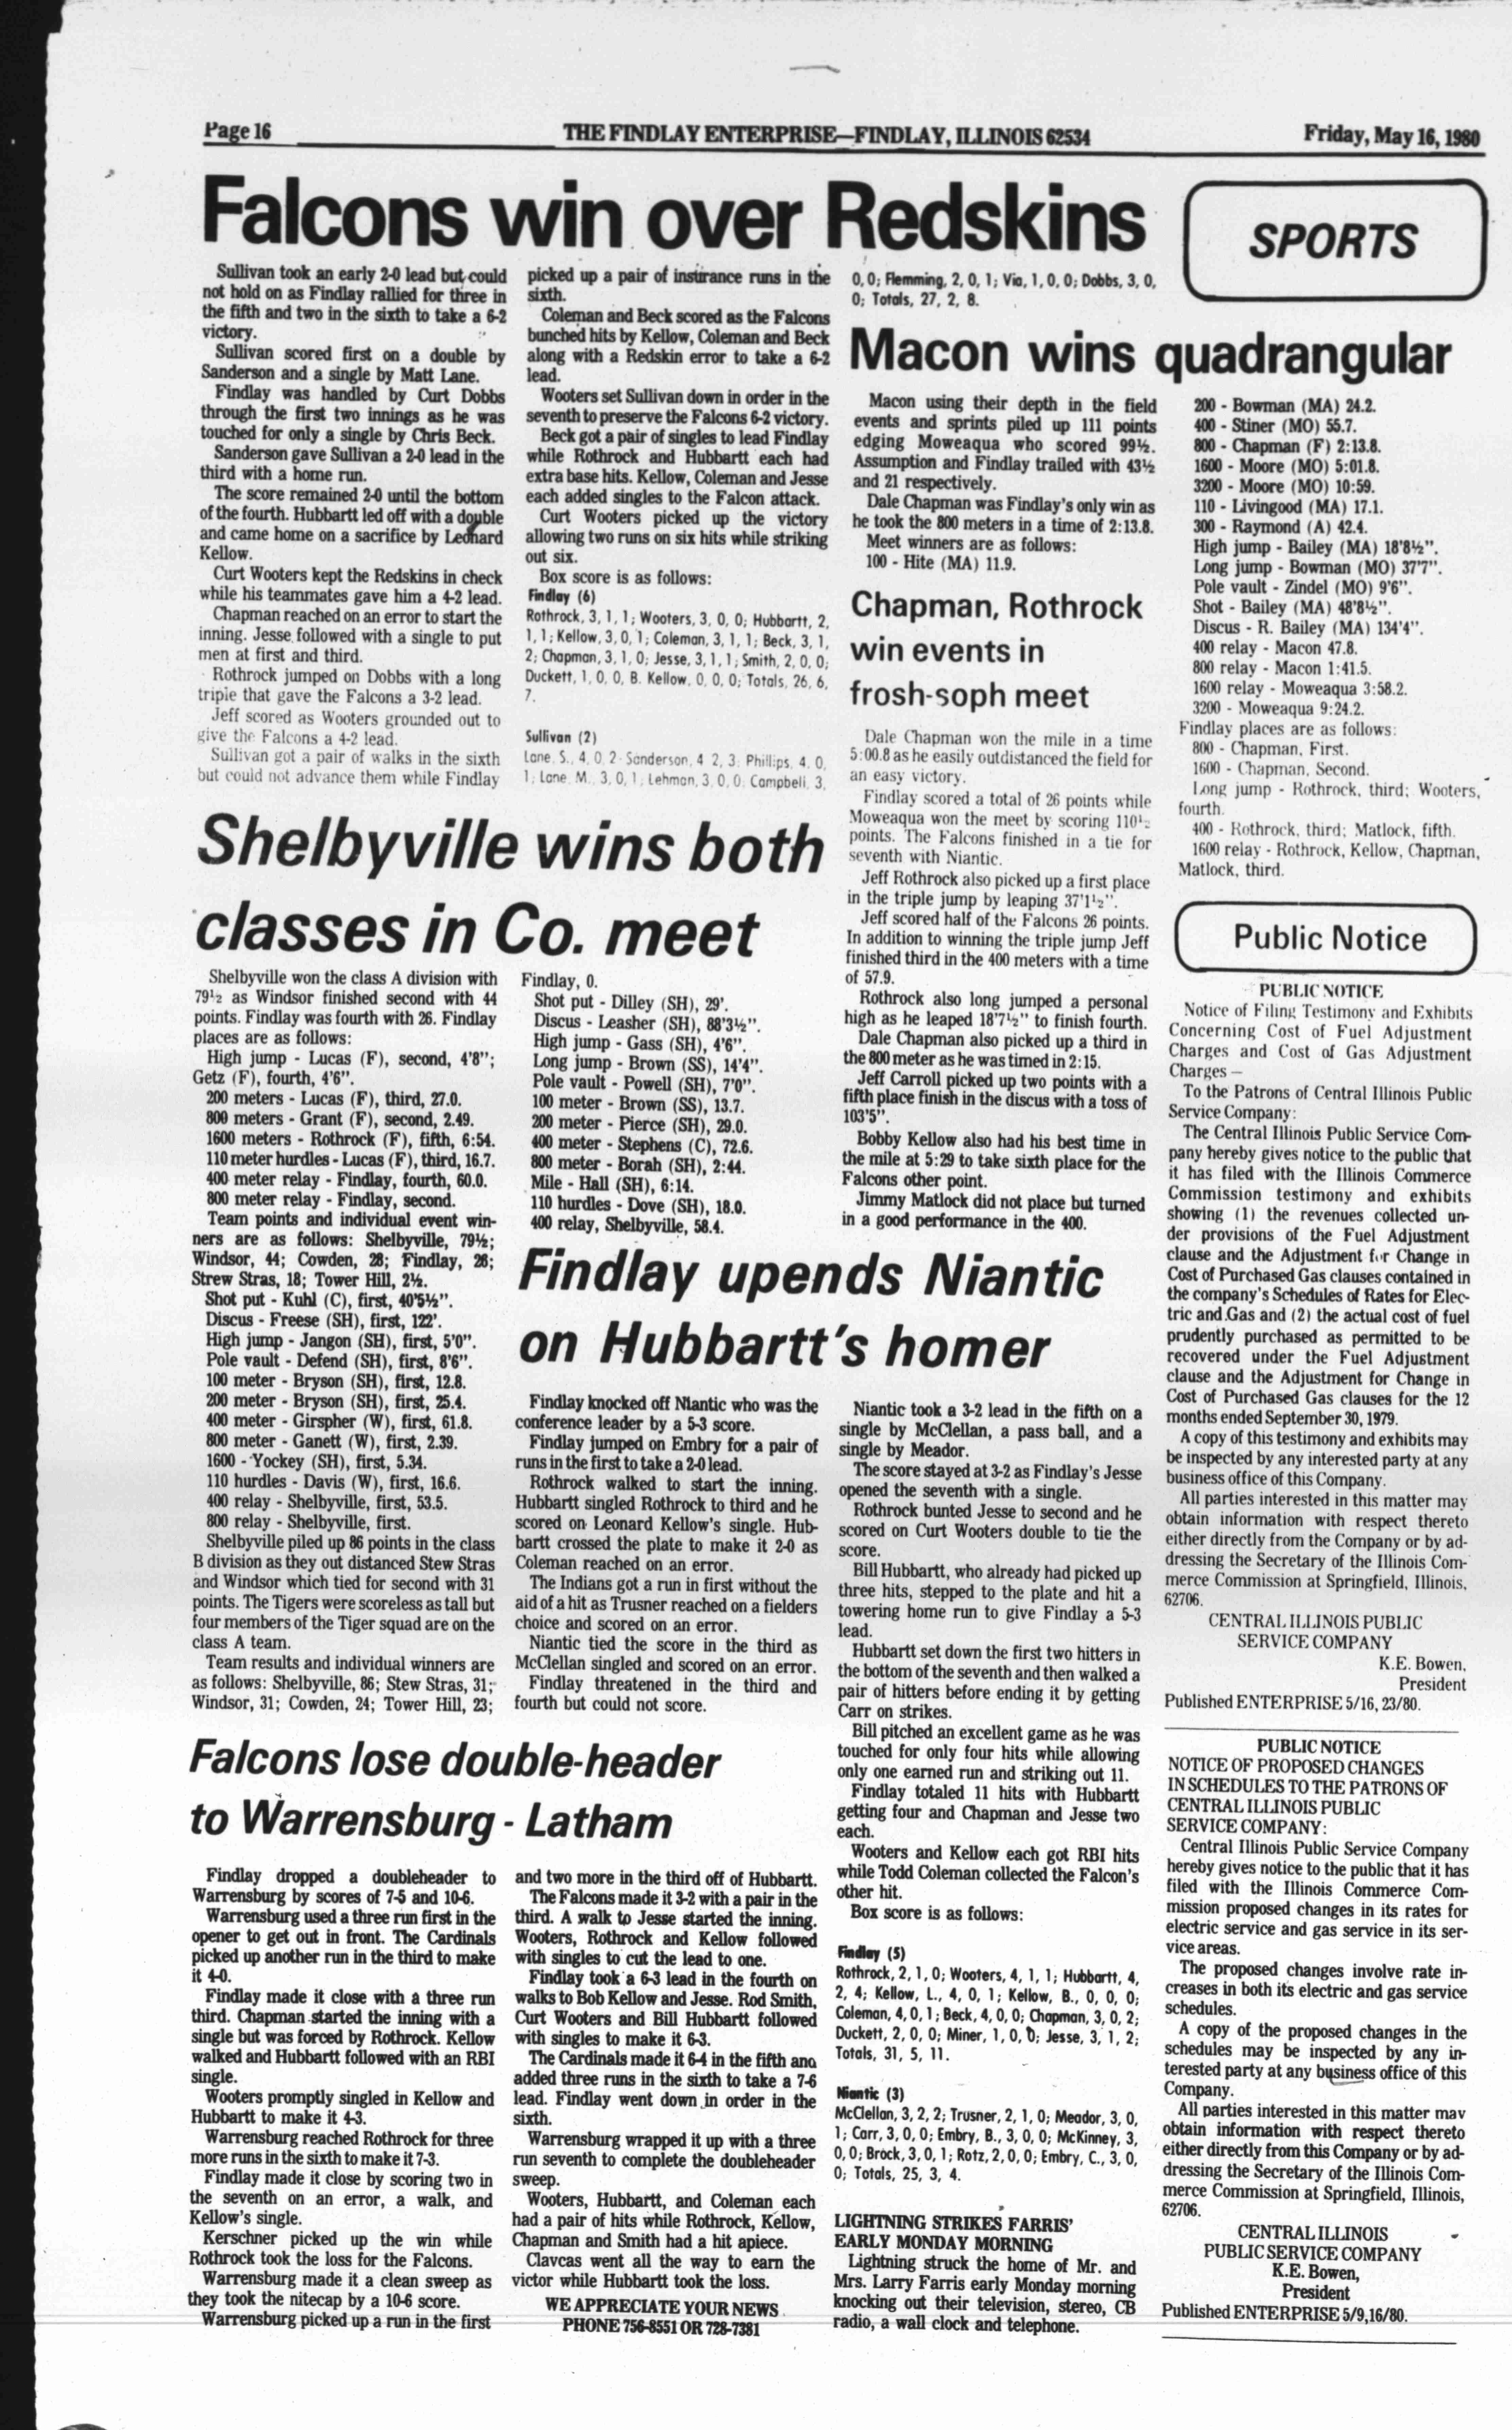 Page 16
THE FINDLAY ENTERPRISE—FINDLAY, ILLINOIS 62534
Friday, May 16, 1980
Falcons win over Redskins
Sullivan took an early 2-0 lead but could
not hold on as Findlay rallied for three in
the fifth and two in the sixth to take a 6-2
victory.
Sullivan scored first on a double by
Sanderson and a single by Matt Lane.
Findlay was handled by Curt Dobbs
through the first two innings as he was
touched for only a single by Chris Beck.
Sanderson gave Sullivan a 2-0 lead in the
third with a home run.
The score remained 2-0 until the bottom
of the fourth. Hubbartt led off with a double
and came home on a sacrifice by Leonard
Kellow.
Curt Wooters kept the Redskins in check
while his teammates gave him a 4-2 lead.
Chapman reached on an error to start the
inning. Jesse followed with a single to put
men at first and third.
Rothrock jumped on Dobbs with a long
triple that gave the Falcons a 3-2 lead.
Jeff scored as Wooters grounded out to
give the Falcons a 4-2 lead.
Sullivan got a pair of walks in the sixth
but could not advance them while Findlay
picked up a pair of insurance runs in the
sixth.
Coleman and Beck scored as the Falcons
bunched hits by Kellow, Coleman and Beck
along with a Redskin error to take a 6-2
lead.
Wooters set Sullivan down in order in the
seventh to preserve the Falcons 6-2 victory.
Beck got a pair of singles to lead Findlay
while Rothrock and Hubbartt each had
extra base hits. Kellow, Coleman and Jesse
each added singles to the Falcon attack.
Curt Wooters picked up the victory
allowing two runs on six hits while striking
out six.
Box score is as follows:
Findlay (6)
Rothrock, 3, 1, 1; Wooters, 3, 0, 0; Hubbartt, 2,
1, 1; Kellow, 3, 0, 1; Coleman, 3, 1, 1; Beck, 3, 1,
2; Chapman, 3, 1, 0; Jesse, 3, 1, 1; Smith, 2, 0, 0;
Duckett, 1, 0, 0, B. Kellow, 0, 0, 0; Totals, 26, 6,
7.
Sullivan (2)
Lane, S., 4, 0, 2 Sanderson, 4 2, 3; Phillips, 4, 0,
1; Lane, M., 3, 0, 1; Lehman, 3, 0, 0; Campbell, 3,
0, 0; Flemming, 2, 0, 1; Via, 1, 0, 0; Dobbs, 3, 0,
0; Totals, 27, 2, 8.
SPORTS
Macon wins quadrangular
Macon using their depth in the field
events and sprints piled up 111 points
edging Moweaqua who scored 99½.
Assumption and Findlay trailed with 43½
and 21 respectively.
Dale Chapman was Findlay's only win as
he took the 800 meters in a time of 2:13.8.
Meet winners are as follows:
100 - Hite (MA) 11.9.
200 - Bowman (MA) 24.2.
400 - Stiner (MO) 55.7.
800 - Chapman (F) 2:13.8.
1600 - Moore (MO) 5:01.8.
3200 - Moore (MO) 10:59.
110 - Livingood (MA) 17.1.
300 - Raymond (A) 42.4.
High jump - Bailey (MA) 18'8½".
Long jump - Bowman (MO) 37'7".
Pole vault - Zindel (MO) 9'6".
Shot - Bailey (MA) 48'8½".
Discus - R. Bailey (MA) 134'4".
400 relay - Macon 47.8.
800 relay - Macon 1:41.5.
1600 relay - Moweaqua 3:58.2.
3200 - Moweaqua 9:24.2.
Findlay places are as follows:
800 - Chapman, First.
1600 - Chapman, Second.
Long jump - Rothrock, third; Wooters,
fourth.
400 - Rothrock, third; Matlock, fifth.
1600 relay - Rothrock, Kellow, Chapman,
Matlock, third.
Chapman, Rothrock
win events in
frosh-soph meet
Dale Chapman won the mile in a time
5:00.8 as he easily outdistanced the field for
an easy victory.
Findlay scored a total of 26 points while
Moweaqua won the meet by scoring 110½
points. The Falcons finished in a tie for
seventh with Niantic.
Jeff Rothrock also picked up a first place
in the triple jump by leaping 37'1½".
Jeff scored half of the Falcons 26 points.
In addition to winning the triple jump Jeff
finished third in the 400 meters with a time
of 57.9.
Rothrock also long jumped a personal
high as he leaped 18'7½" to finish fourth.
Dale Chapman also picked up a third in
the 800 meter as he was timed in 2:15.
Jeff Carroll picked up two points with a
fifth place finish in the discus with a toss of
103'5".
Bobby Kellow also had his best time in
the mile at 5:29 to take sixth place for the
Falcons other point.
Jimmy Matlock did not place but turned
in a good performance in the 400.
Shelbyville wins both
classes in Co. meet
Shelbyville won the class A division with
79½ as Windsor finished second with 44
points. Findlay was fourth with 26. Findlay
places are as follows:
High jump - Lucas (F), second, 4'8";
Getz (F), fourth, 4'6".
200 meters - Lucas (F), third, 27.0.
800 meters - Grant (F), second, 2.49.
1600 meters - Rothrock (F), fifth, 6:54.
110 meter hurdles - Lucas (F), third, 16.7.
400 meter relay - Findlay, fourth, 60.0.
800 meter relay - Findlay, second.
Team points and individual event win-
ners are as follows: Shelbyville, 79½;
Windsor, 44; Cowden, 28; Findlay, 26;
Strew Stras, 18; Tower Hill, 2½.
Shot put - Kuhl (C), first, 40'5½".
Discus - Freese (SH), first, 122'.
High jump - Jangon (SH), first, 5'0".
Pole vault - Defend (SH), first, 8'6".
100 meter - Bryson (SH), first, 12.8.
200 meter - Bryson (SH), first, 25.4.
400 meter - Girspher (W), first, 61.8.
800 meter - Ganett (W), first, 2.39.
1600 - Yockey (SH), first, 5.34.
110 hurdles - Davis (W), first, 16.6.
400 relay - Shelbyville, first, 53.5.
800 relay - Shelbyville, first.
Shelbyville piled up 86 points in the class
B division as they out distanced Stew Stras
and Windsor which tied for second with 31
points. The Tigers were scoreless as tall but
four members of the Tiger squad are on the
class A team.
Team results and individual winners are
as follows: Shelbyville, 86; Stew Stras, 31;
Windsor, 31; Cowden, 24; Tower Hill, 23;
Findlay, 0.
Shot put - Dilley (SH), 29'.
Discus - Leasher (SH), 88'3½".
High jump - Gass (SH), 4'6".
Long jump - Brown (SS), 14'4".
Pole vault - Powell (SH), 7'0".
100 meter - Brown (SS), 13.7.
200 meter - Pierce (SH), 29.0.
400 meter - Stephens (C), 72.6.
800 meter - Borah (SH), 2:44.
Mile - Hall (SH), 6:14.
110 hurdles - Dove (SH), 18.0.
400 relay, Shelbyville, 58.4.
Findlay upends Niantic
on Hubbartt's homer
Findlay knocked off Niantic who was the
conference leader by a 5-3 score.
Findlay jumped on Embry for a pair of
runs in the first to take a 2-0 lead.
Rothrock walked to start the inning.
Hubbartt singled Rothrock to third and he
scored on Leonard Kellow's single. Hub-
bartt crossed the plate to make it 2-0 as
Coleman reached on an error.
The Indians got a run in first without the
aid of a hit as Trusner reached on a fielders
choice and scored on an error.
Niantic tied the score in the third as
McClellan singled and scored on an error.
Findlay threatened in the third and
fourth but could not score.
Niantic took a 3-2 lead in the fifth on a
single by McClellan, a pass ball, and a
single by Meador.
The score stayed at 3-2 as Findlay's Jesse
opened the seventh with a single.
Rothrock bunted Jesse to second and he
scored on Curt Wooters double to tie the
score.
Bill Hubbartt, who already had picked up
three hits, stepped to the plate and hit a
towering home run to give Findlay a 5-3
lead.
Hubbartt set down the first two hitters in
the bottom of the seventh and then walked a
pair of hitters before ending it by getting
Carr on strikes.
Bill pitched an excellent game as he was
touched for only four hits while allowing
only one earned run and striking out 11.
Findlay totaled 11 hits with Hubbartt
getting four and Chapman and Jesse two
each.
Wooters and Kellow each got RBI hits
while Todd Coleman collected the Falcon's
other hit.
Box score is as follows:
Findlay (5)
Rothrock, 2, 1, 0; Wooters, 4, 1, 1; Hubbartt, 4,
2, 4; Kellow, L., 4, 0, 1; Kellow, B., 0, 0, 0;
Coleman, 4, 0, 1; Beck, 4, 0, 0; Chapman, 3, 0, 2;
Duckett, 2, 0, 0; Miner, 1, 0, 0; Jesse, 3, 1, 2;
Totals, 31, 5, 11.
Niantic (3)
McClellan, 3, 2, 2; Trusner, 2, 1, 0; Meador, 3, 0,
1; Carr, 3, 0, 0; Embry, B., 3, 0, 0; McKinney, 3,
0, 0; Brock, 3, 0, 1; Rotz, 2, 0, 0; Embry, C., 3, 0,
0; Totals, 25, 3, 4.
LIGHTNING STRIKES FARRIS'
EARLY MONDAY MORNING
Lightning struck the home of Mr. and
Mrs. Larry Farris early Monday morning
knocking out their television, stereo, CB
radio, a wall clock and telephone.
Falcons lose double-header
to Warrensburg - Latham
Findlay dropped a doubleheader to
Warrensburg by scores of 7-5 and 10-6.
Warrensburg used a three run first in the
opener to get out in front. The Cardinals
picked up another run in the third to make
it 4-0.
Findlay made it close with a three run
third. Chapman started the inning with a
single but was forced by Rothrock. Kellow
walked and Hubbartt followed with an RBI
single.
Wooters promptly singled in Kellow and
Hubbartt to make it 4-3.
Warrensburg reached Rothrock for three
more runs in the sixth to make it 7-3.
Findlay made it close by scoring two in
the seventh on an error, a walk, and
Kellow's single.
Kerschner picked up the win while
Rothrock took the loss for the Falcons.
Warrensburg made it a clean sweep as
they took the nitecap by a 10-6 score.
Warrensburg picked up a run in the first
and two more in the third off of Hubbartt.
The Falcons made it 3-2 with a pair in the
third. A walk to Jesse started the inning.
Wooters, Rothrock and Kellow followed
with singles to cut the lead to one.
Findlay took a 6-3 lead in the fourth on
walks to Bob Kellow and Jesse. Rod Smith,
Curt Wooters and Bill Hubbartt followed
with singles to make it 6-3.
The Cardinals made it 6-4 in the fifth and
added three runs in the sixth to take a 7-6
lead. Findlay went down in order in the
sixth.
Warrensburg wrapped it up with a three
run seventh to complete the doubleheader
sweep.
Wooters, Hubbartt, and Coleman each
had a pair of hits while Rothrock, Kellow,
Chapman and Smith had a hit apiece.
Clavcas went all the way to earn the
victor while Hubbartt took the loss.
WE APPRECIATE YOUR NEWS
PHONE 756-8551 OR 728-7381
Public Notice
PUBLIC NOTICE
Notice of Filing Testimony and Exhibits
Concerning Cost of Fuel Adjustment
Charges and Cost of Gas Adjustment
Charges —
To the Patrons of Central Illinois Public
Service Company:
The Central Illinois Public Service Com-
pany hereby gives notice to the public that
it has filed with the Illinois Commerce
Commission testimony and exhibits
showing (1) the revenues collected un-
der provisions of the Fuel Adjustment
clause and the Adjustment for Change in
Cost of Purchased Gas clauses contained in
the company's Schedules of Rates for Elec-
tric and Gas and (2) the actual cost of fuel
prudently purchased as permitted to be
recovered under the Fuel Adjustment
clause and the Adjustment for Change in
Cost of Purchased Gas clauses for the 12
months ended September 30, 1979.
A copy of this testimony and exhibits may
be inspected by any interested party at any
business office of this Company.
All parties interested in this matter may
obtain information with respect thereto
either directly from the Company or by ad-
dressing the Secretary of the Illinois Com-
merce Commission at Springfield, Illinois,
62706.
CENTRAL ILLINOIS PUBLIC
SERVICE COMPANY
K.E. Bowen,
President
Published ENTERPRISE 5/16, 23/80.
PUBLIC NOTICE
NOTICE OF PROPOSED CHANGES
IN SCHEDULES TO THE PATRONS OF
CENTRAL ILLINOIS PUBLIC
SERVICE COMPANY:
Central Illinois Public Service Company
hereby gives notice to the public that it has
filed with the Illinois Commerce Com-
mission proposed changes in its rates for
electric service and gas service in its ser-
vice areas.
The proposed changes involve rate in-
creases in both its electric and gas service
schedules.
A copy of the proposed changes in the
schedules may be inspected by any in-
terested party at any business office of this
Company.
All parties interested in this matter may
obtain information with respect thereto
either directly from this Company or by ad-
dressing the Secretary of the Illinois Com-
merce Commission at Springfield, Illinois,
62706.
CENTRAL ILLINOIS
PUBLIC SERVICE COMPANY
K.E. Bowen,
President
Published ENTERPRISE 5/9,16/80.